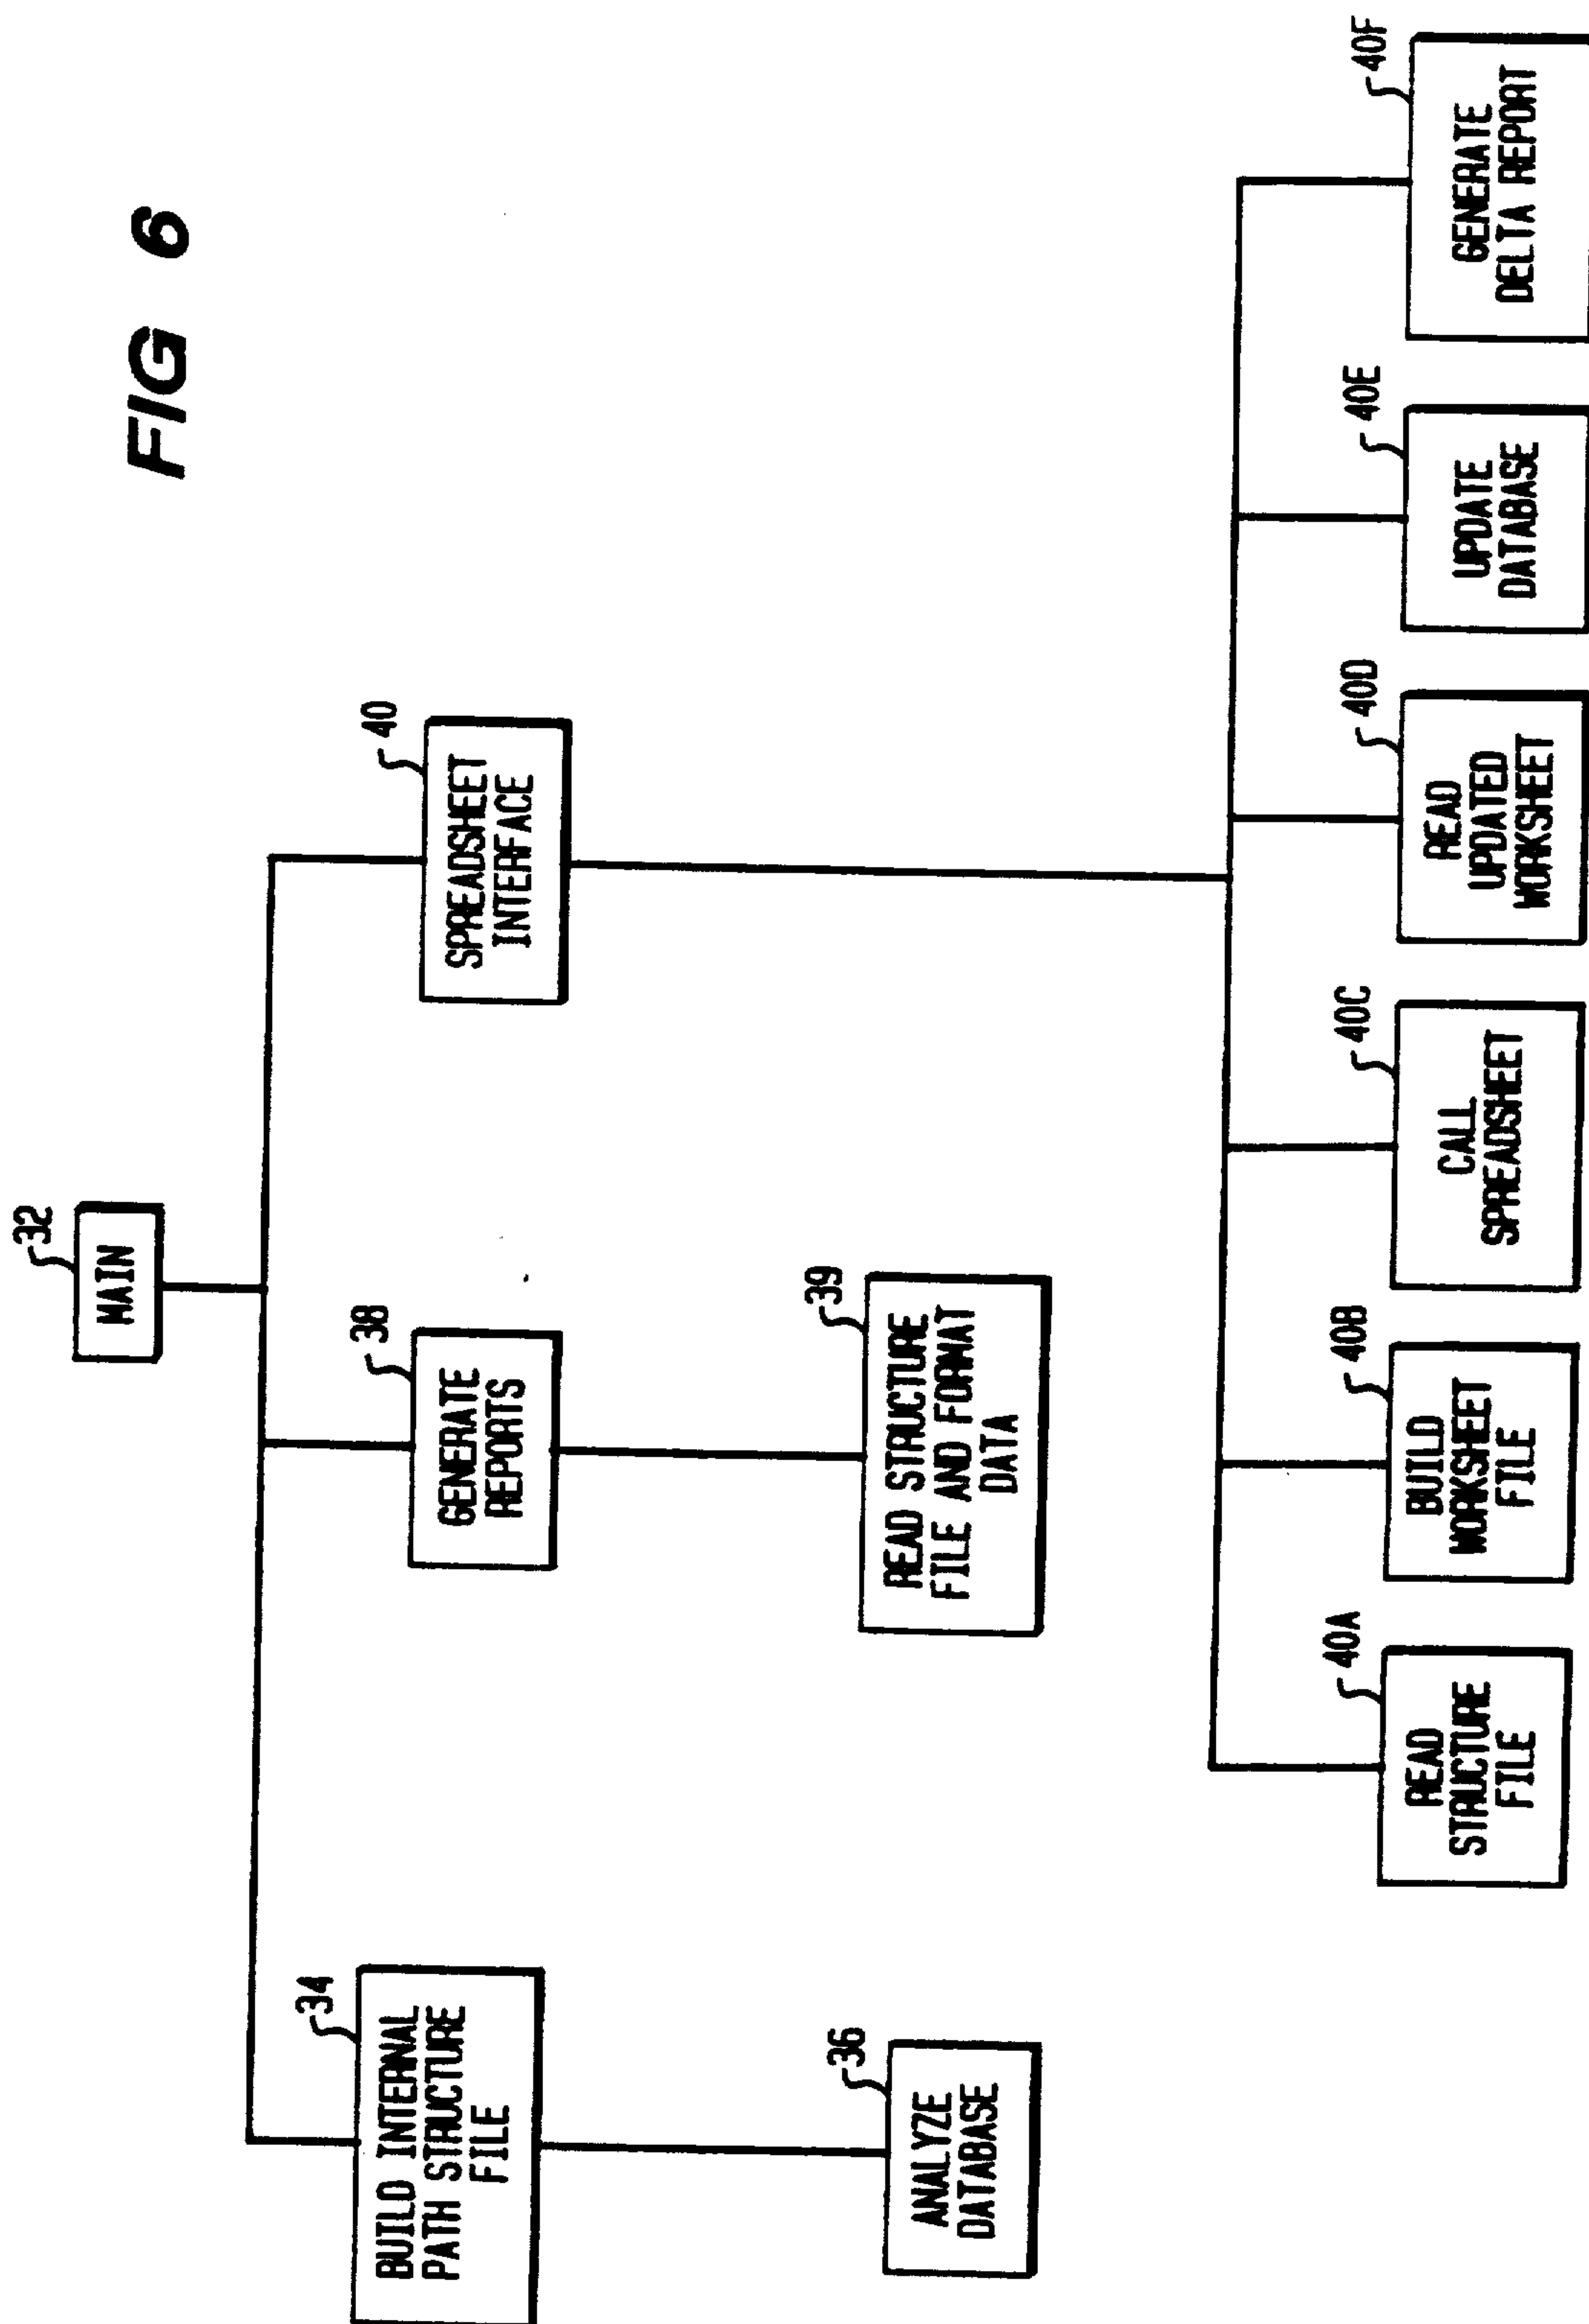 FIG 6
32
MAIN
34
BUILD INTERNAL
PATH STRUCTURE
FILE
38
GENERATE
REPORTS
40
SPREADSHEET
INTERFACE
36
ANALYZE
DATABASE
39
READ STRUCTURE
FILE AND FORMAT
DATA
40A
READ
STRUCTURE
FILE
40B
BUILD
WORKSHEET
FILE
40C
CALL
SPREADSHEET
40D
READ
UPDATED
WORKSHEET
40E
UPDATE
DATABASE
40F
GENERATE
DELTA REPORT